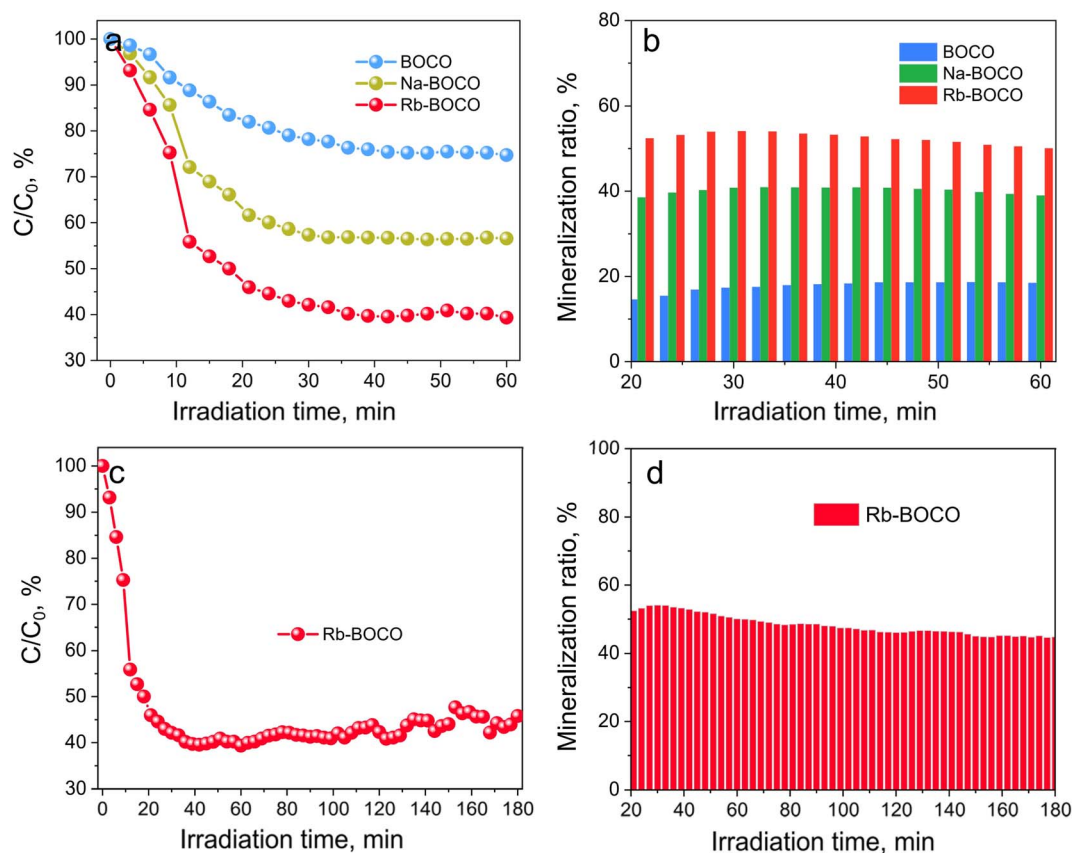 a
C/C₀, %
100
90
80
70
60
50
40
30
BOCO
Na-BOCO
Rb-BOCO
0 10 20 30 40 50 60
Irradiation time, min
b
Mineralization ratio, %
80
60
40
20
0
BOCO
Na-BOCO
Rb-BOCO
20 30 40 50 60
Irradiation time, min
c
C/C₀, %
100
90
80
70
60
50
40
30
Rb-BOCO
0 20 40 60 80 100 120 140 160 180
Irradiation time, min
d
Mineralization ratio, %
100
80
60
40
20
0
Rb-BOCO
20 40 60 80 100 120 140 160 180
Irradiation time, min